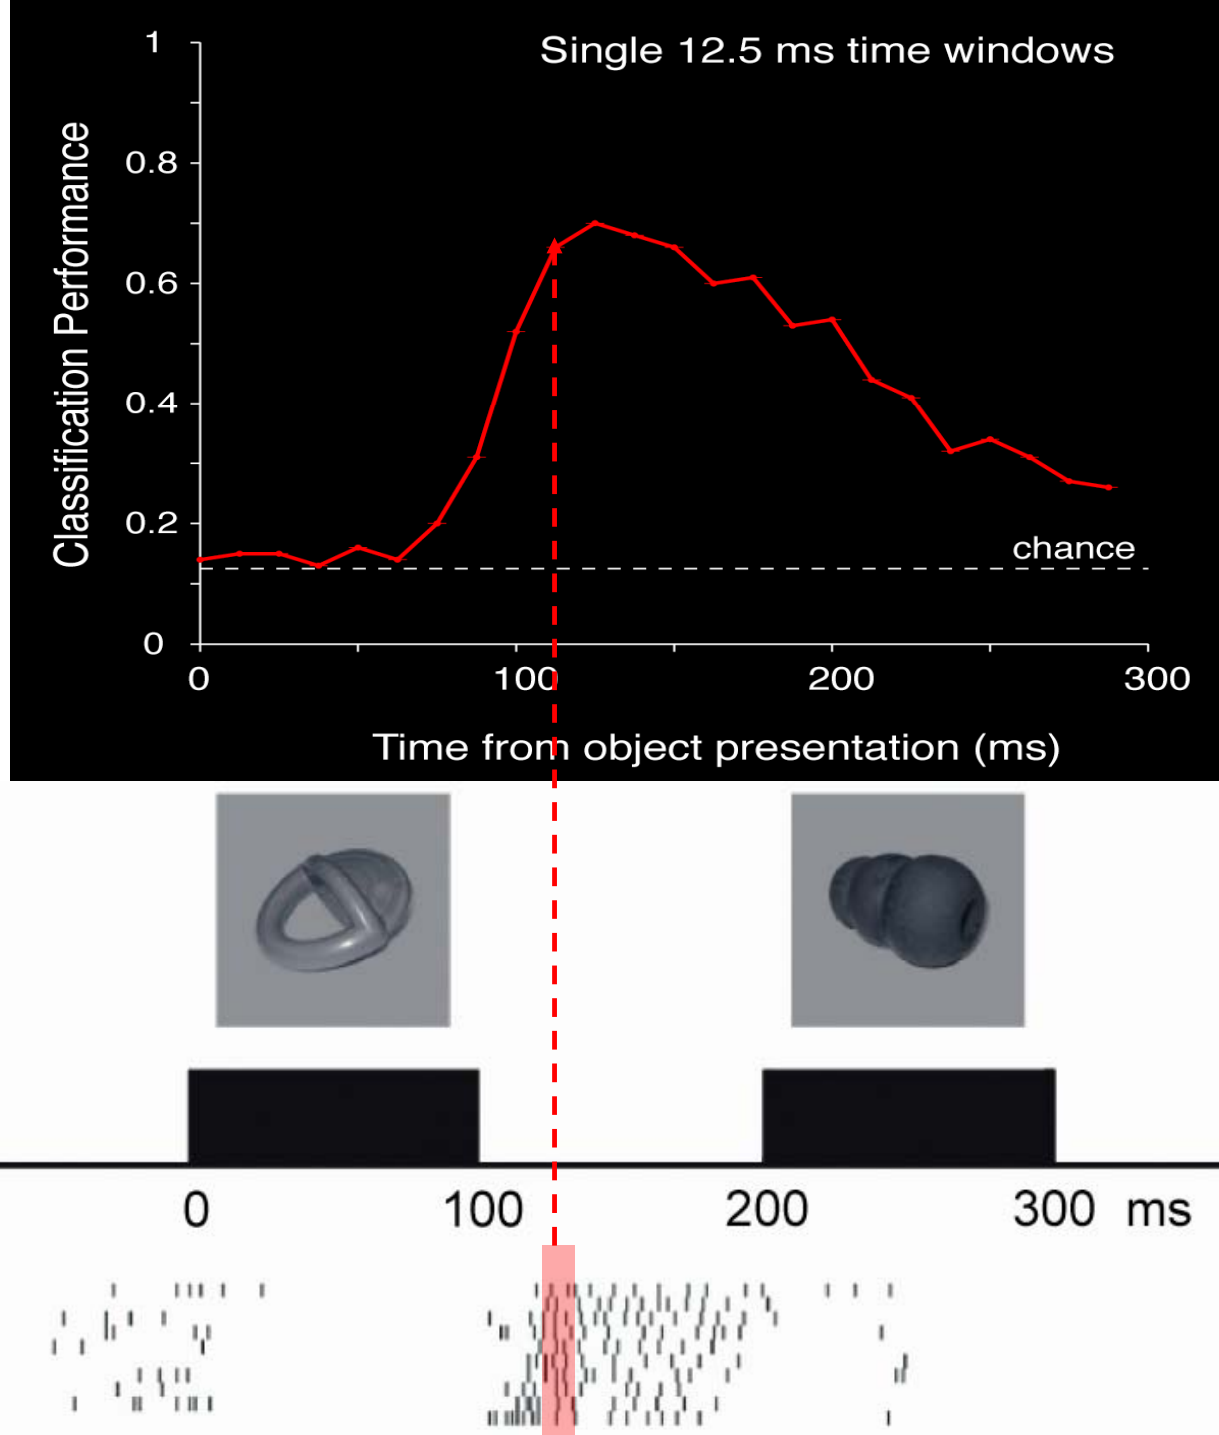 Single 12.5 ms time windows
Classification Performance
1
0.8
0.6
0.4
0.2
0
chance
0 100 200 300
Time from object presentation (ms)
0 100 200 300 ms